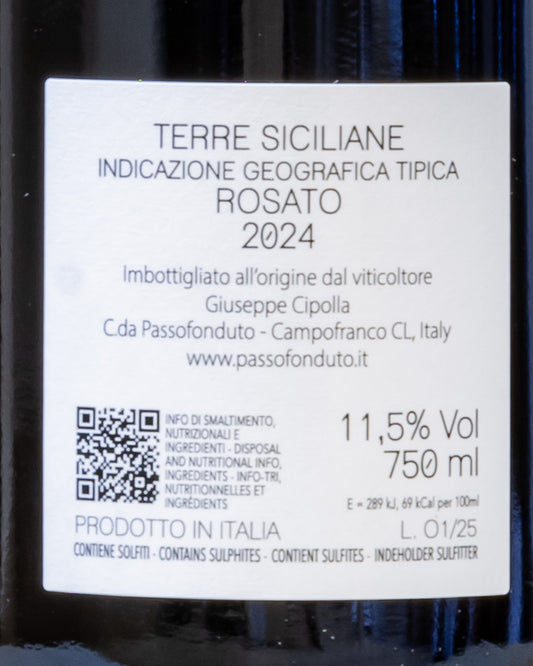 TERRE SICILIANE
INDICAZIONE GEOGRAFICA TIPICA
ROSATO
2024
Imbottigliato all'origine dal viticoltore
Giuseppe Cipolla
C.da Passofonduto - Campofranco CL, Italy
www.passofonduto.it
INFO DI SMALTIMENTO,
NUTRIZIONALI E
INGREDIENTI - DISPOSAL
AND NUTRITIONAL INFO,
INGREDIENTS - INFO-TRI,
NUTRITIONNELLES ET
INGRÉDIENTS
11,5% Vol
750 ml
E = 289 kJ, 69 kCal per 100ml
PRODOTTO IN ITALIA
L. 01/25
CONTIENE SOLFITI - CONTAINS SULPHITES - CONTIENT SULFITES - INDEHOLDER SULFITTER